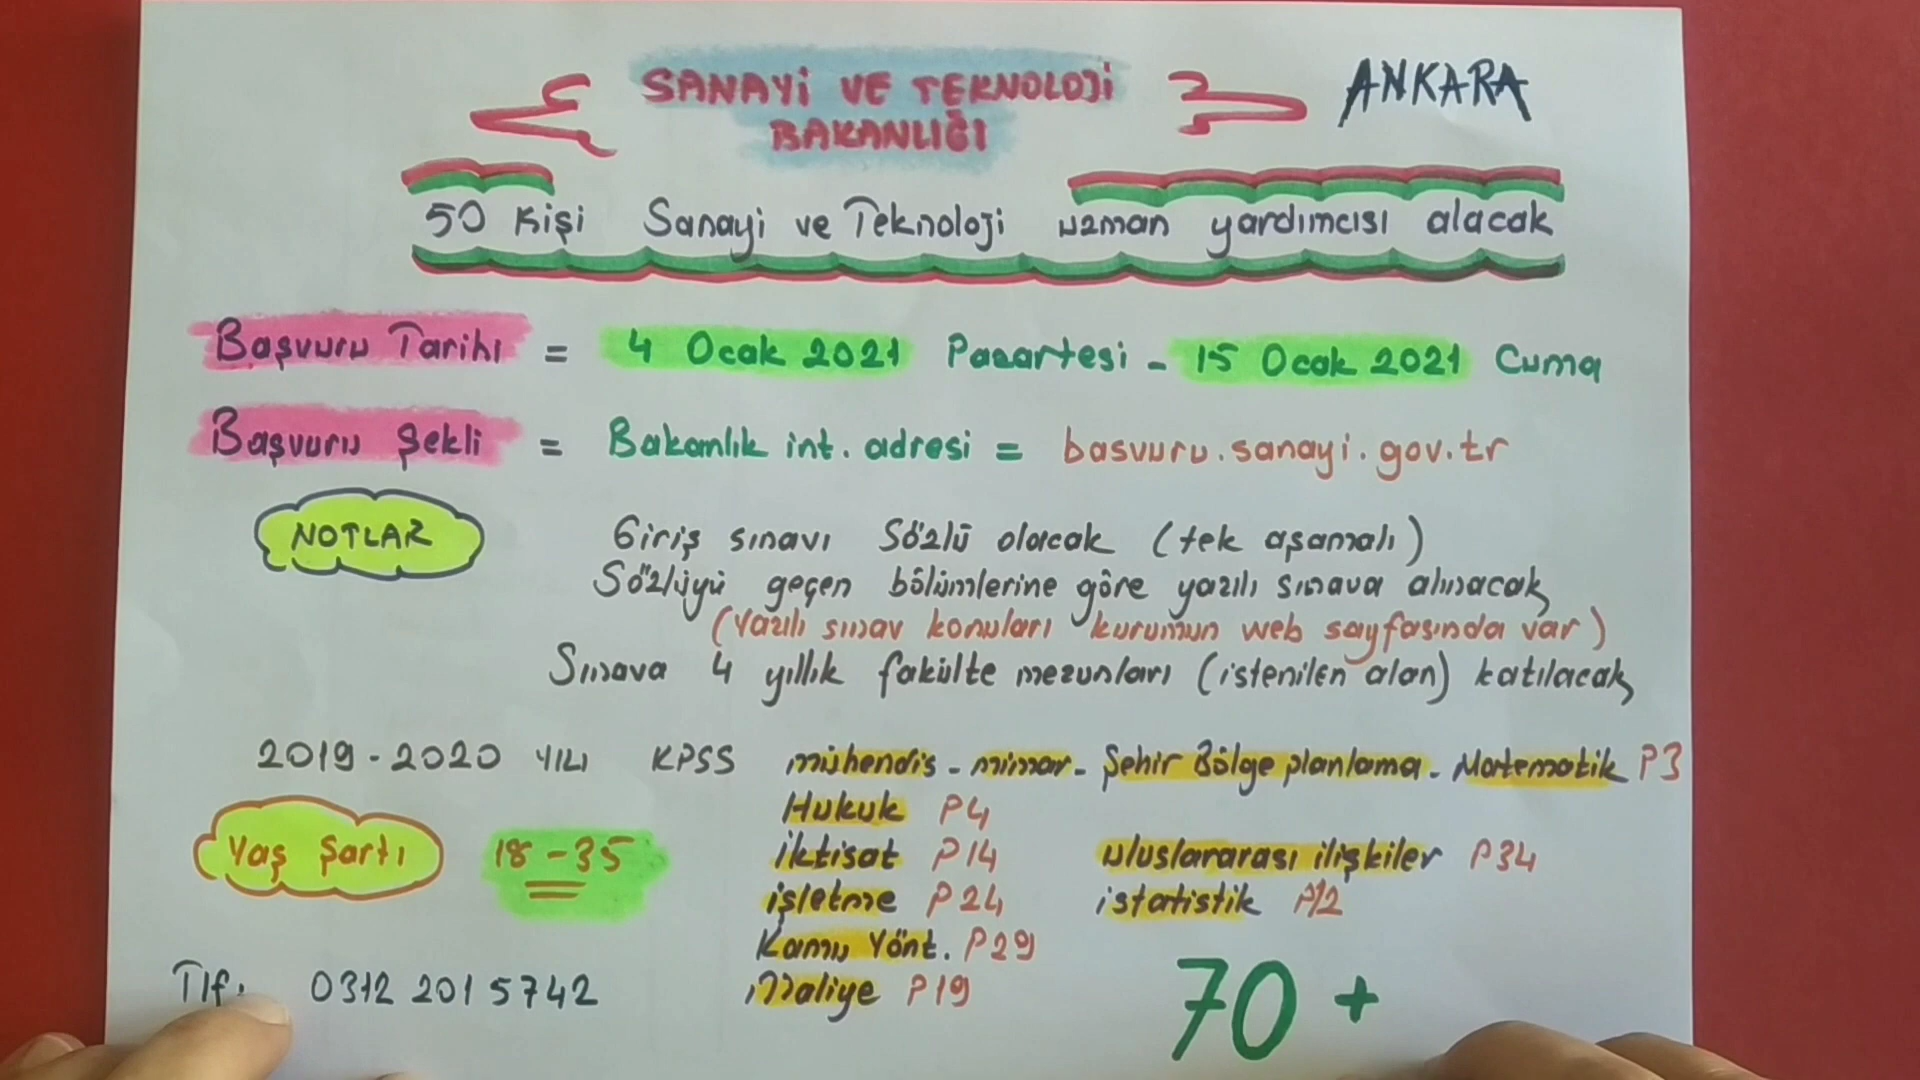 SANAYİ VE TEKNOLOJİ
BAKANLIĞI
ANKARA
50 Kişi Sanayi ve Teknoloji uzman yardımcısı alacak
Başvuru Tarihi = 4 Ocak 2021 Pazartesi - 15 Ocak 2021 Cuma
Başvuru Şekli = Bakanlık int. adresi = basvuru.sanayi.gov.tr
NOTLAR
Giriş sınavı Sözlü olacak (tek aşamalı)
Sözlüyü geçen bölümlerine göre yazılı sınava alınacak
(Yazılı sınav konuları kurumun web sayfasında var)
Sınava 4 yıllık fakülte mezunları (istenilen alan) katılacak
2019-2020 YILI KPSS mühendis - mimar - Şehir Bölge planlama - Matematik P3
Hukuk P4
Yaş Şartı 18-35
İktisat P14 uluslararası ilişkiler P34
işletme P24 istatistik P12
Kamu Yönt. P29
Maliye P19
Tlf: 0312 201 5742
70 +